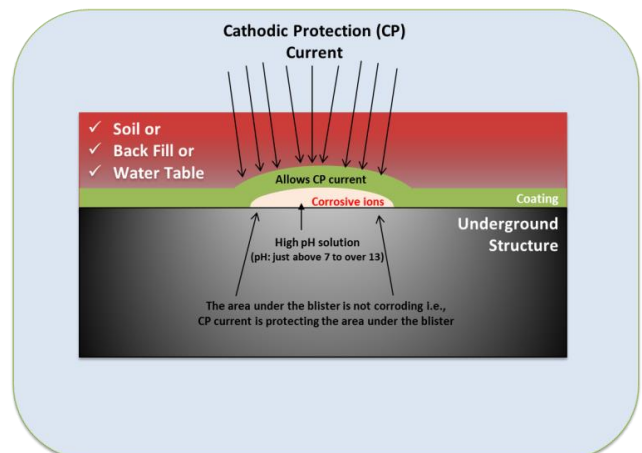 Cathodic Protection (CP)
Current
✓ Soil or
✓ Back Fill or
✓ Water Table
Allows CP current
Corrosive ions
Coating
High pH solution
(pH: just above 7 to over 13)
Underground
Structure
The area under the blister is not corroding i.e.,
CP current is protecting the area under the blister